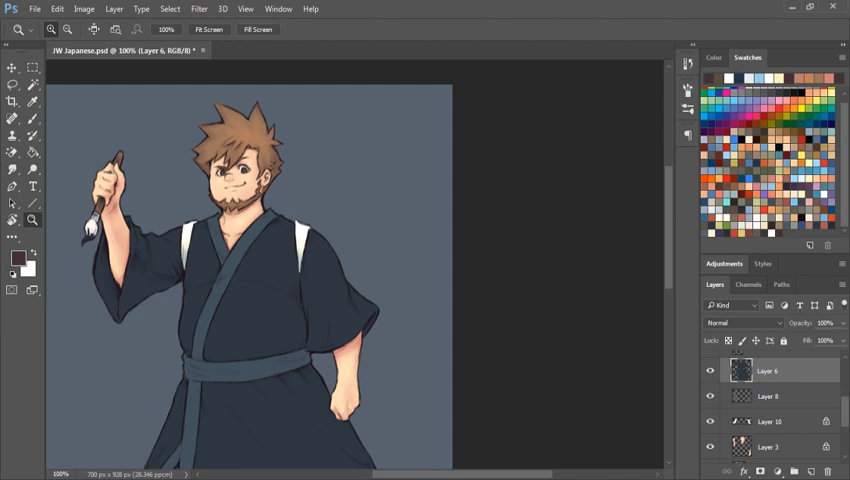 Ps File Edit Image Layer Type Select Filter 3D View Window Help
100% Fit Screen Fill Screen
JW Japanese.psd @ 100% (Layer 6, RGB/8) * ×
Color Swatches
Adjustments Styles
Layers Channels Paths
Kind
Normal Opacity: 100%
Lock: Fill: 100%
Layer 6
Layer 8
Layer 10
Layer 3
100% 700 px x 928 px (28.346 ppcm)